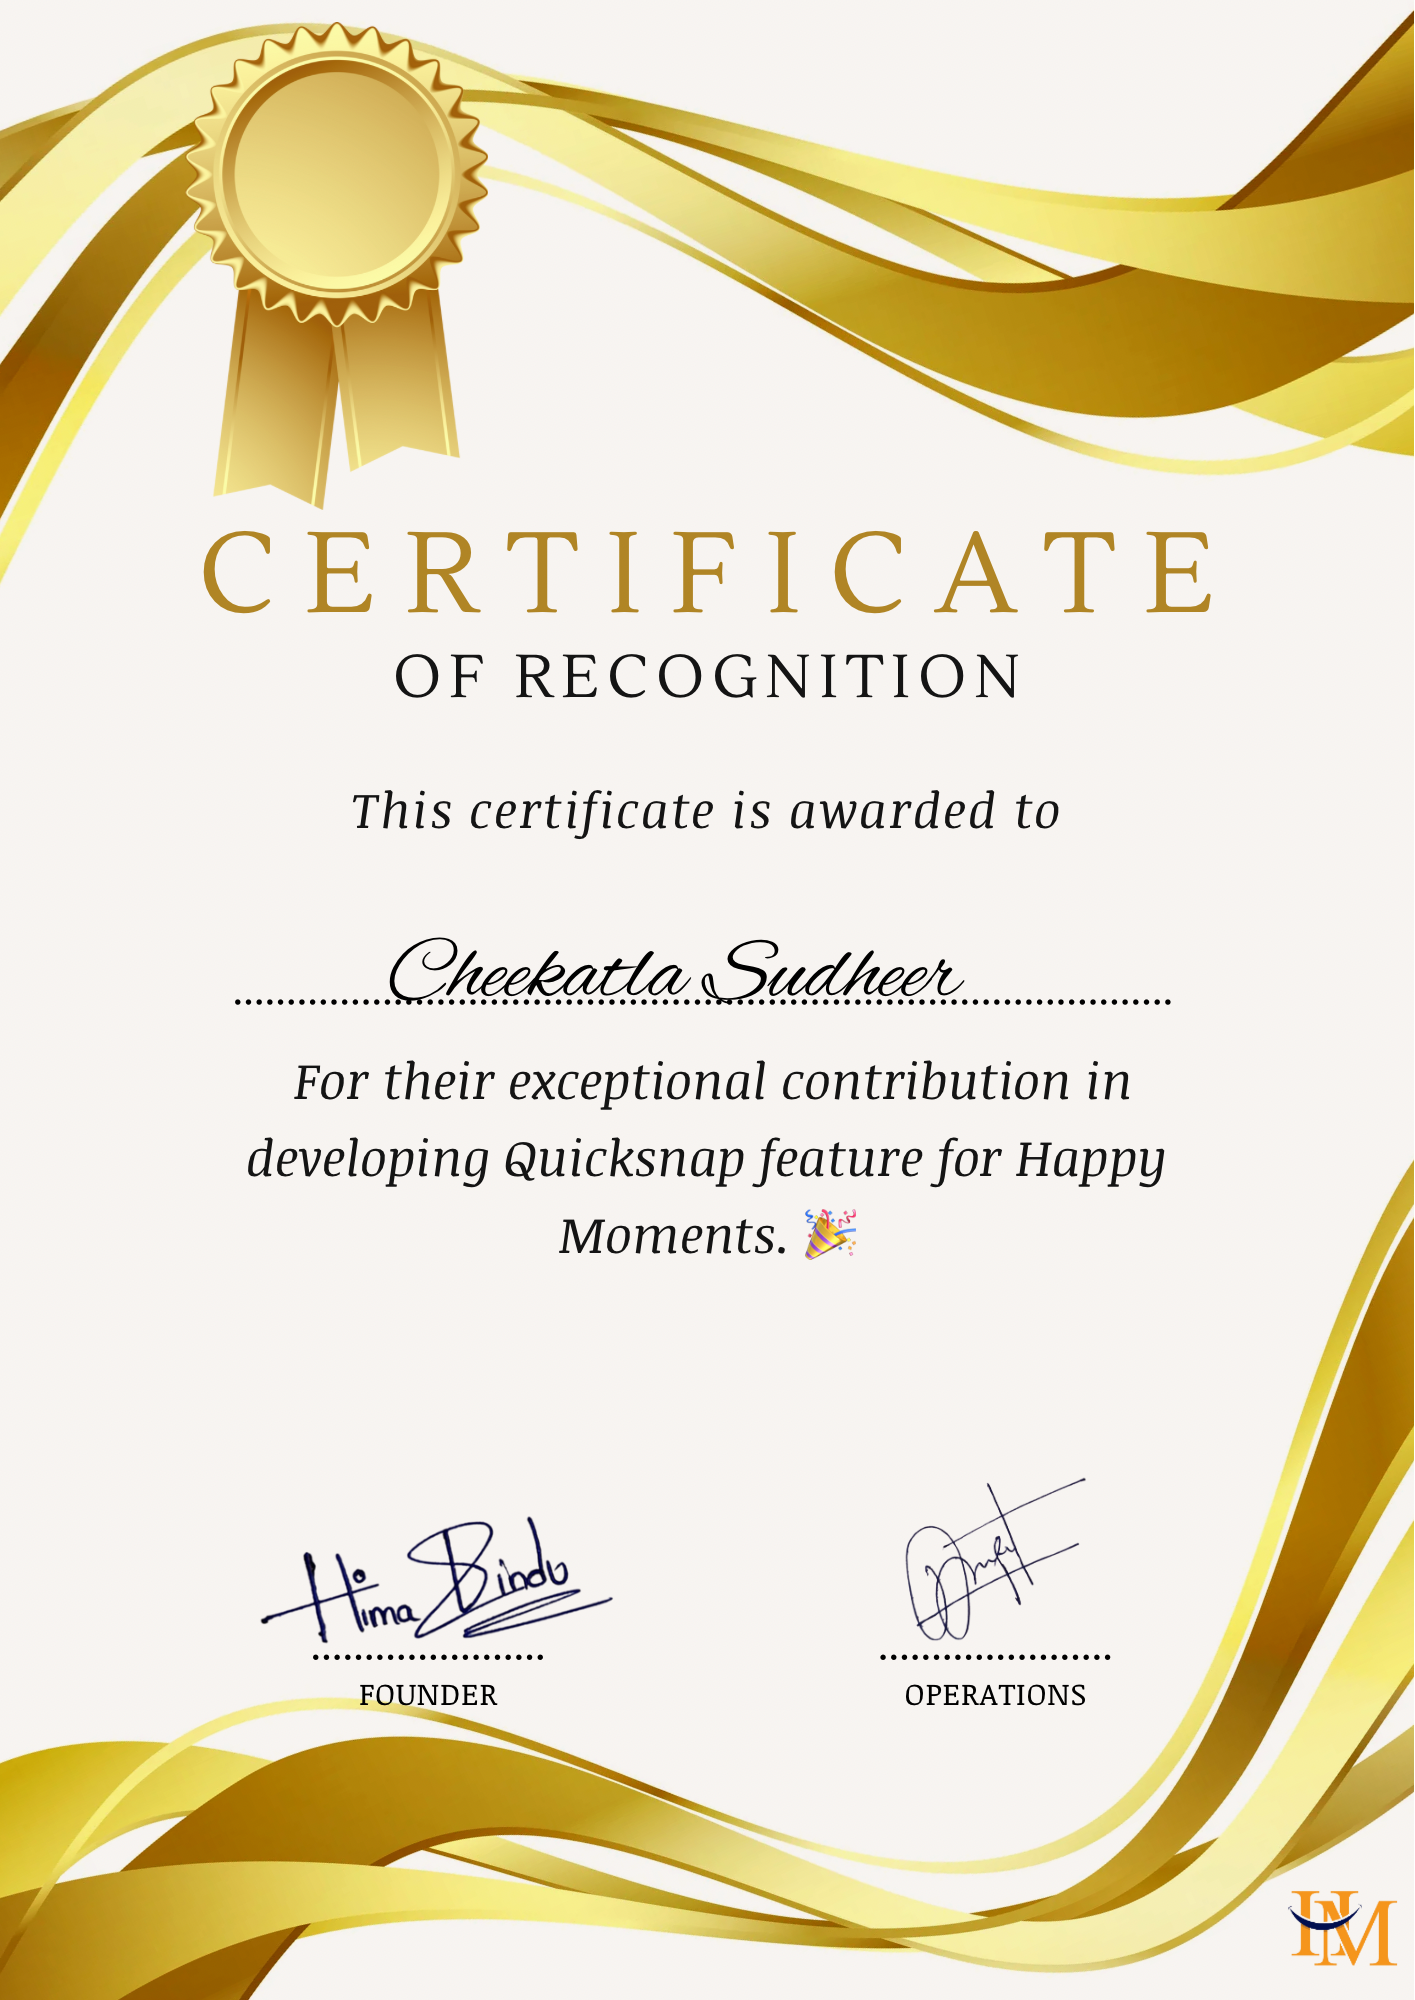 CERTIFICATE
OF RECOGNITION
This certificate is awarded to
Cheekatla Sudheer
For their exceptional contribution in
developing Quicksnap feature for Happy
Moments. 🎉
Hima Bindu
FOUNDER
OPERATIONS
HM